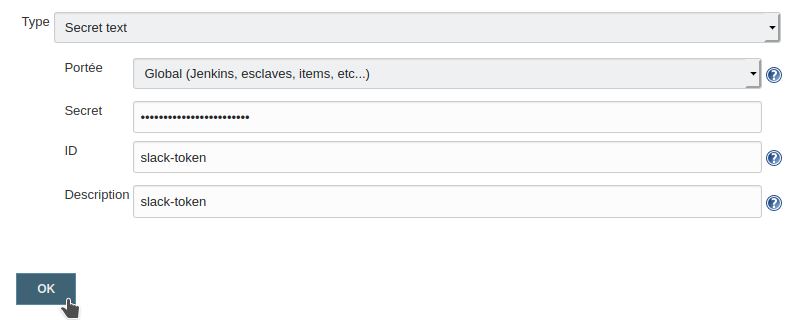 Type Secret text
Portée Global (Jenkins, esclaves, items, etc...)
Secret ••••••••••••••••••••••••
ID slack-token
Description slack-token
OK